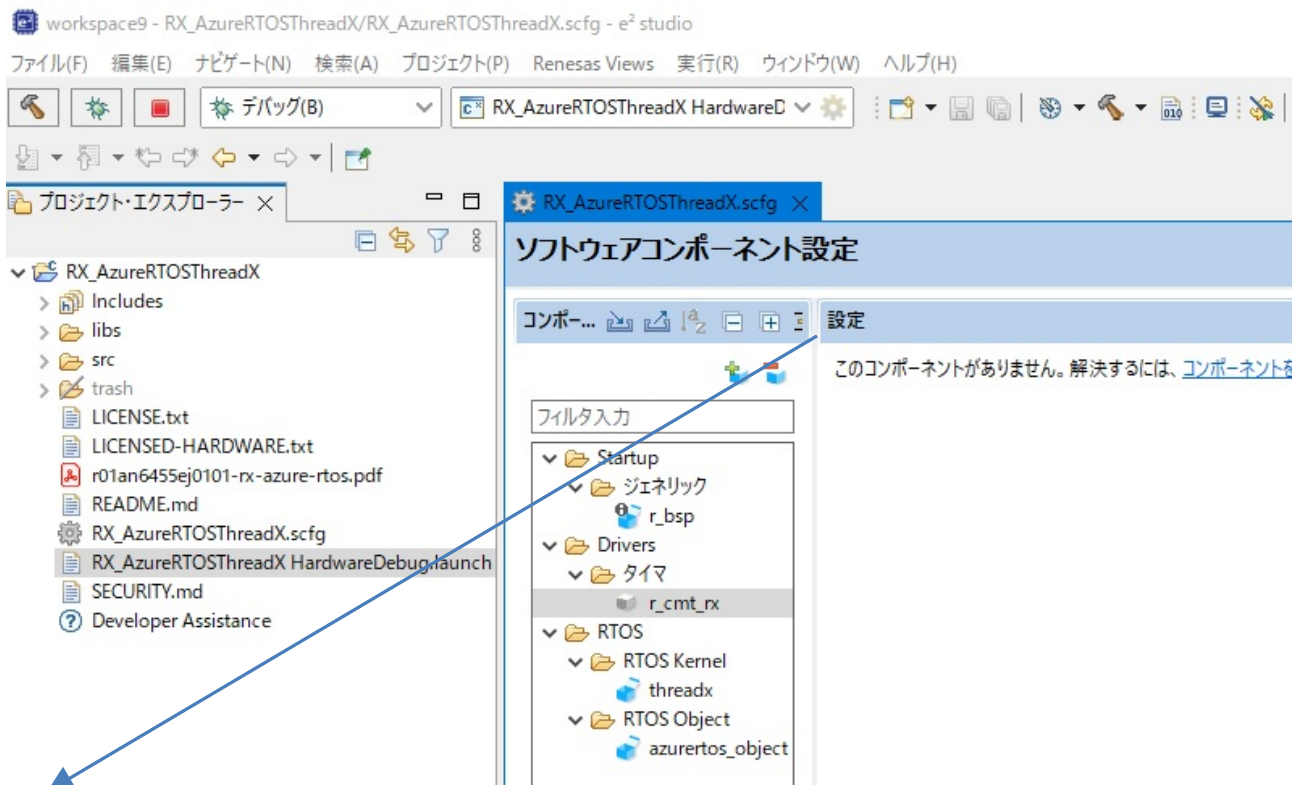 workspace9 - RX_AzureRTOSThreadX/RX_AzureRTOSThreadX.scfg - e² studio
ファイル(F) 編集(E) ナビゲート(N) 検索(A) プロジェクト(P) Renesas Views 実行(R) ウィンドウ(W) ヘルプ(H)
デバッグ(B) RX_AzureRTOSThreadX HardwareD
プロジェクト・エクスプローラー
RX_AzureRTOSThreadX.scfg
ソフトウェアコンポーネント設定
RX_AzureRTOSThreadX
Includes
libs
src
trash
LICENSE.txt
LICENSED-HARDWARE.txt
r01an6455ej0101-rx-azure-rtos.pdf
README.md
RX_AzureRTOSThreadX.scfg
RX_AzureRTOSThreadX HardwareDebug.launch
SECURITY.md
Developer Assistance
コンポー...
フィルタ入力
Startup
ジェネリック
r_bsp
Drivers
タイマ
r_cmt_rx
RTOS
RTOS Kernel
threadx
RTOS Object
azurertos_object
設定
このコンポーネントがありません。解決するには、コンポーネントを